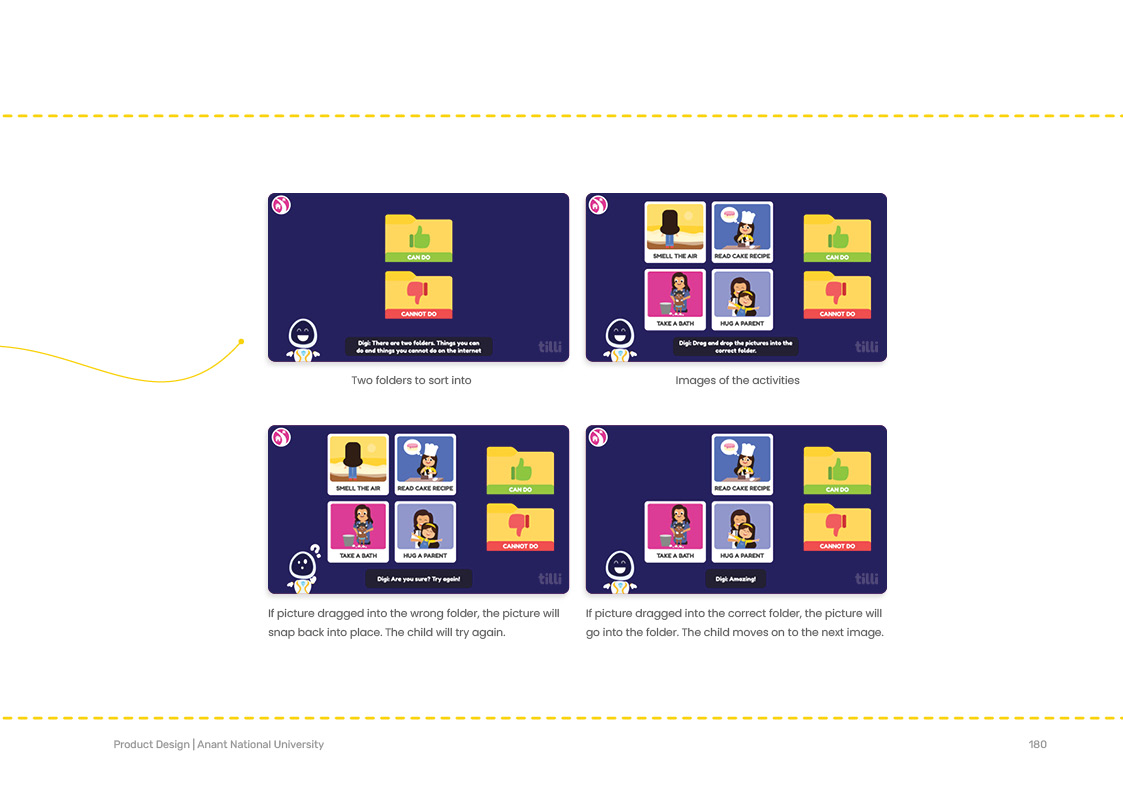 CAN DO
CANNOT DO
Digi: There are two folders. Things you can
do and things you cannot do on the internet
tilli
Two folders to sort into
SMELL THE AIR
READ CAKE RECIPE
CAN DO
TAKE A BATH
HUG A PARENT
CANNOT DO
Digi: Drag and drop the pictures into the
correct folder.
tilli
Images of the activities
SMELL THE AIR
READ CAKE RECIPE
CAN DO
TAKE A BATH
HUG A PARENT
CANNOT DO
?
Digi: Are you sure? Try again!
tilli
If picture dragged into the wrong folder, the picture will
snap back into place. The child will try again.
READ CAKE RECIPE
CAN DO
TAKE A BATH
HUG A PARENT
CANNOT DO
Digi: Amazing!
tilli
If picture dragged into the correct folder, the picture will
go into the folder. The child moves on to the next image.
Product Design | Anant National University
180